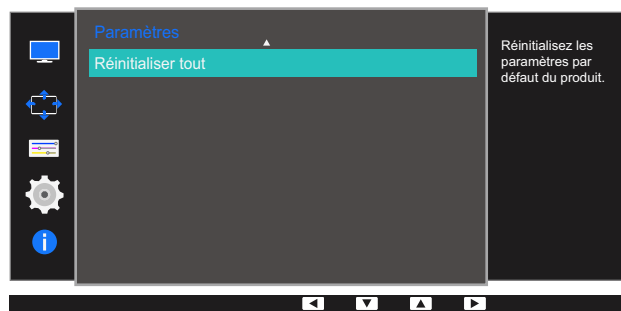 Paramètres
Réinitialiser tout
Réinitialisez les
paramètres par
défaut du produit.